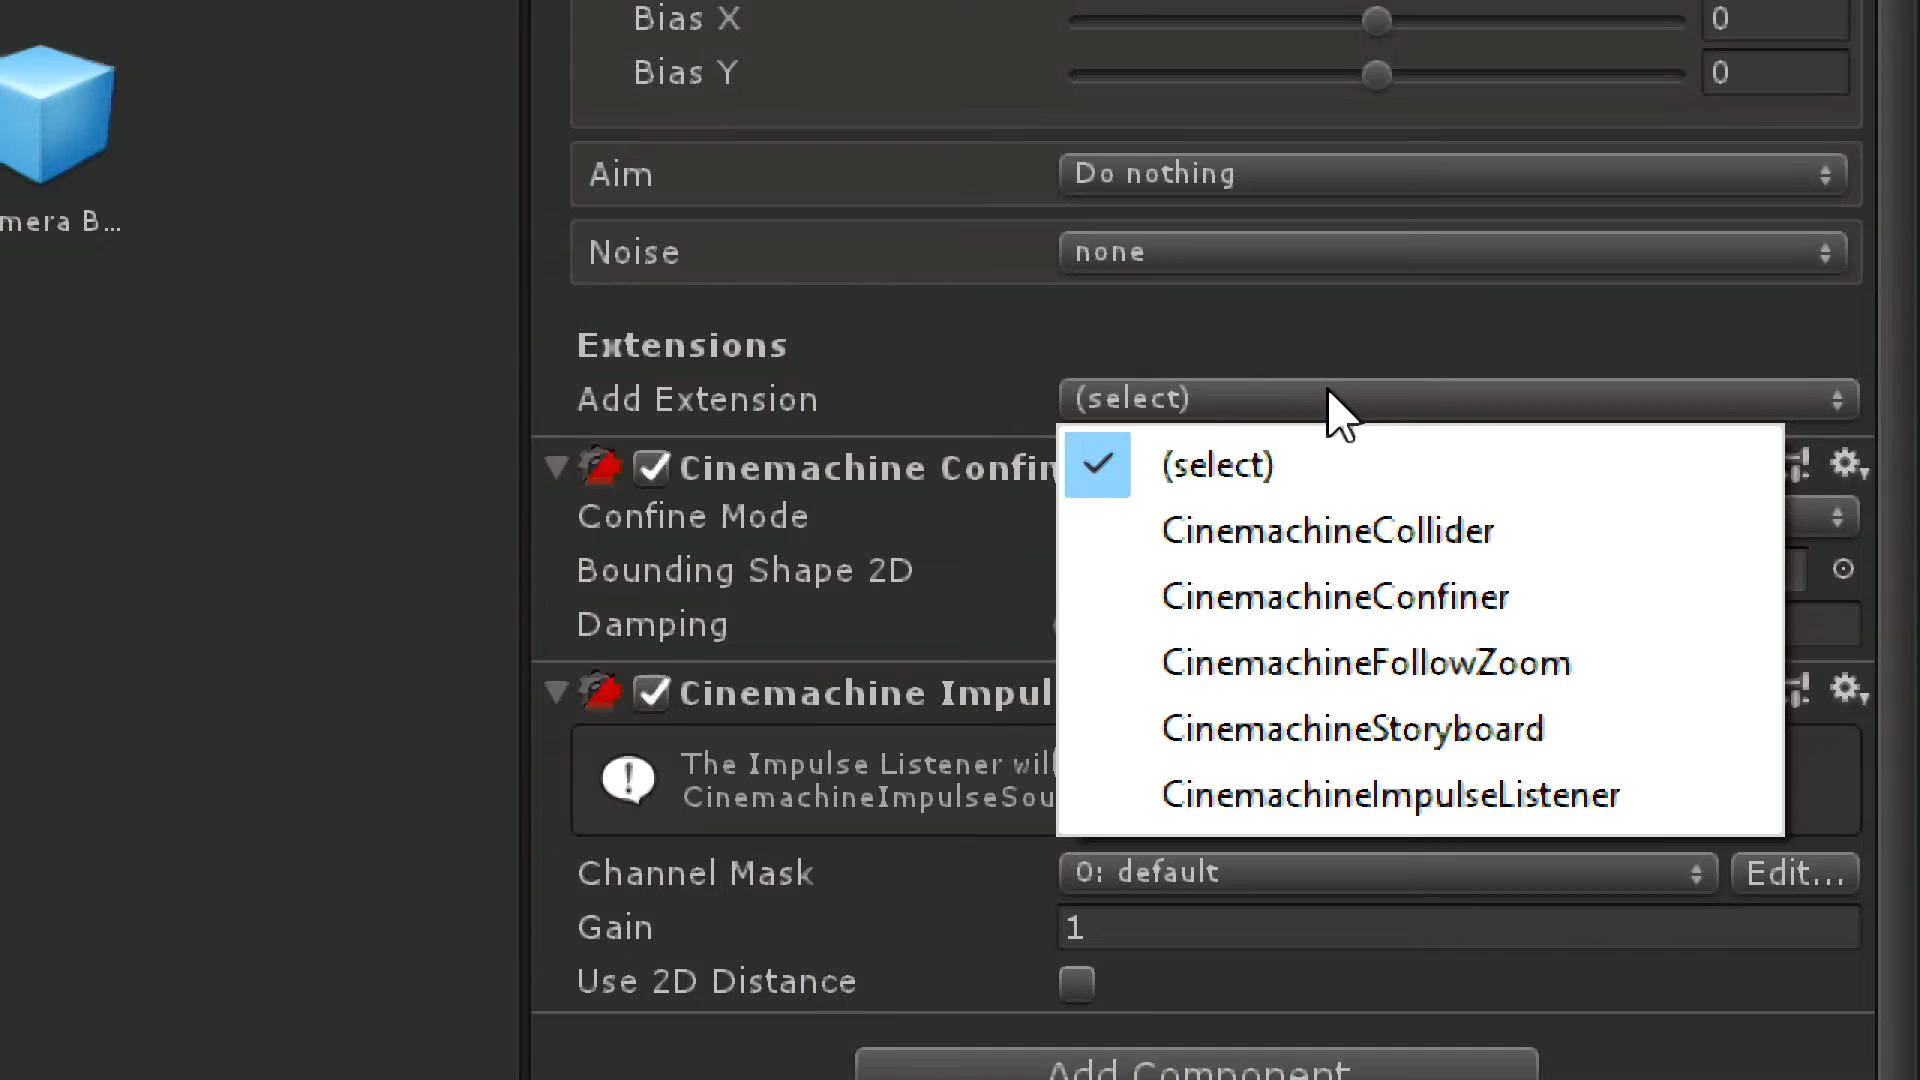 Bias X 0
Bias Y 0
mera B...
Aim Do nothing
Noise none
Extensions
Add Extension (select)
(select)
CinemachineCollider
CinemachineConfiner
CinemachineFollowZoom
CinemachineStoryboard
CinemachineImpulseListener
Cinemachine Confin
Confine Mode
Bounding Shape 2D
Damping
Cinemachine Impul
The Impulse Listener wil
CinemachineImpulseSou
Channel Mask 0: default Edit...
Gain 1
Use 2D Distance
Add Component